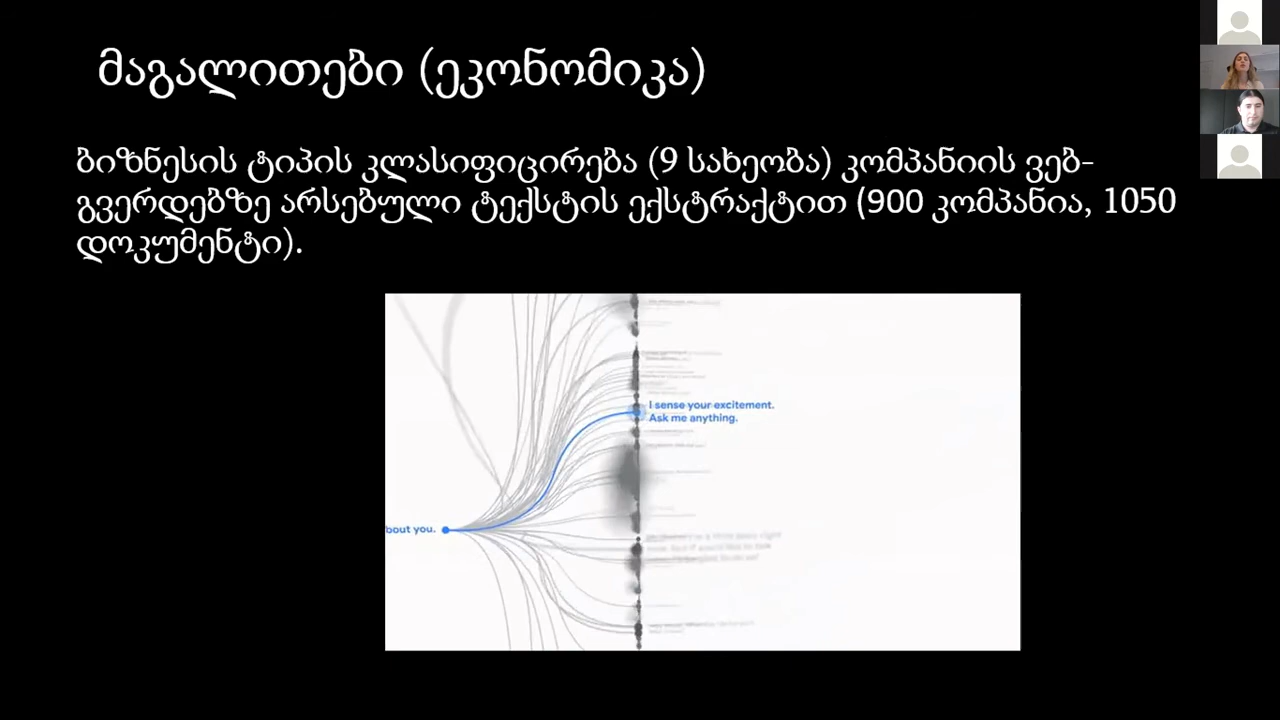 მაგალითები (ეკონომიკა)
ბიზნესის ტიპის კლასიფიცირება (9 სახეობა) კომპანიის ვებ-
გვერდებზე არსებული ტექსტის ექსტრაქტით (900 კომპანია, 1050
დოკუმენტი).
I sense your excitement.
Ask me anything.
bout you.